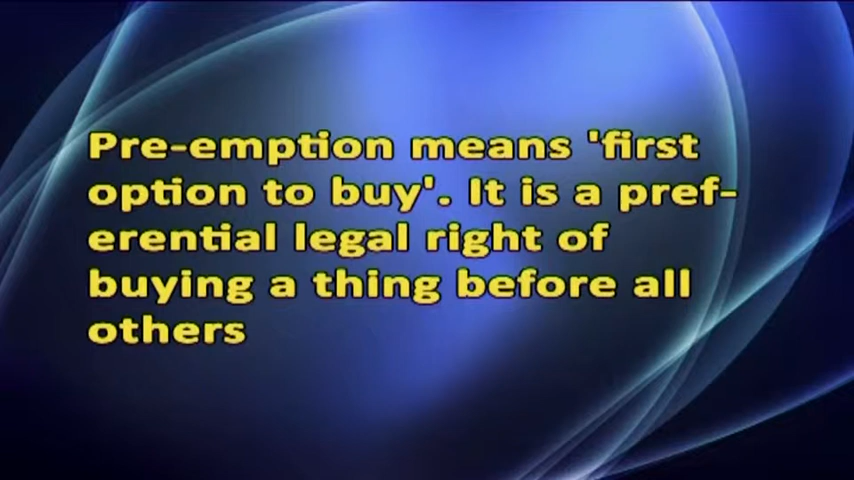 Pre-emption means 'first
option to buy'. It is a pref-
erential legal right of
buying a thing before all
others